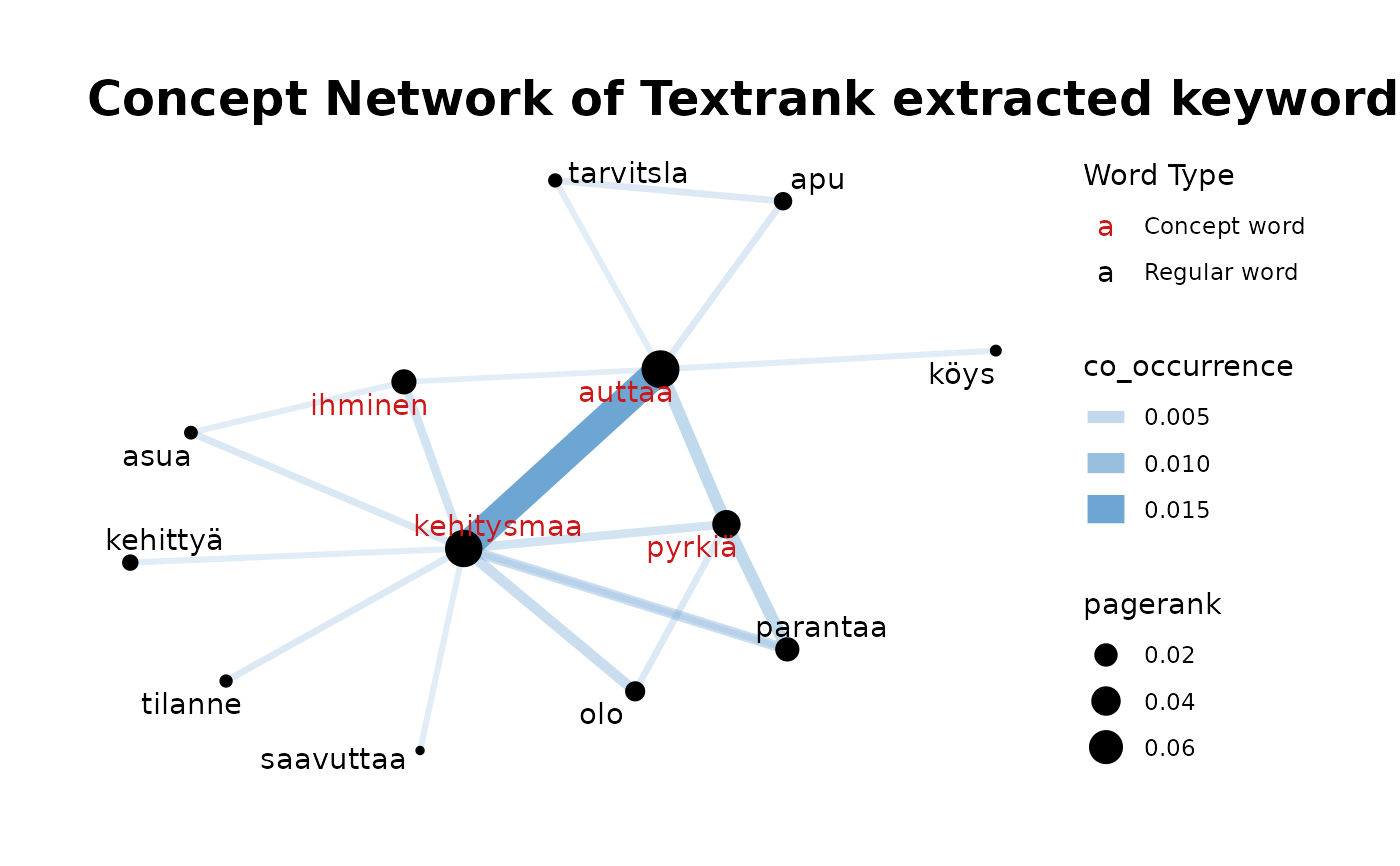 Concept Network of Textrank extracted keyword
tarvitsla
apu
köys
auttaa
ihminen
asua
kehitysmaa
kehittyä
pyrkiä
parantaa
tilanne
olo
saavuttaa
Word Type
a Concept word
a Regular word
co_occurrence
0.005
0.010
0.015
pagerank
0.02
0.04
0.06